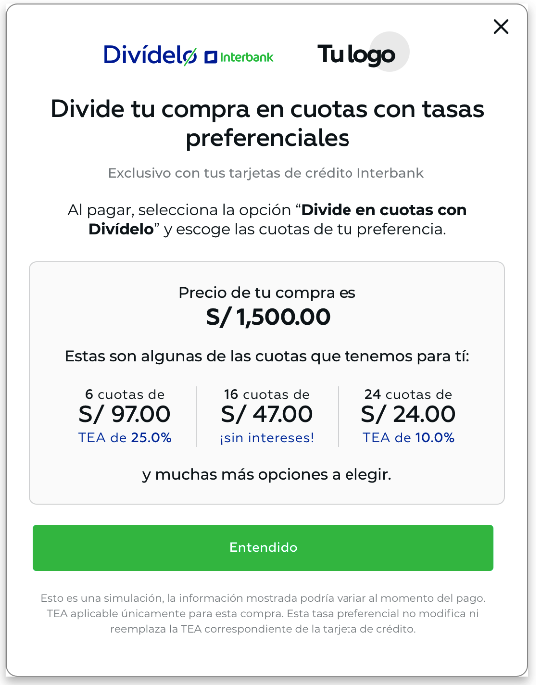 Divídelo Interbank Tu logo
Divide tu compra en cuotas con tasas
preferenciales
Exclusivo con tus tarjetas de crédito Interbank
Al pagar, selecciona la opción “Divide en cuotas con
Divídelo” y escoge las cuotas de tu preferencia.
Precio de tu compra es
S/ 1,500.00
Estas son algunas de las cuotas que tenemos para tí:
6 cuotas de 16 cuotas de 24 cuotas de
S/ 97.00 S/ 47.00 S/ 24.00
TEA de 25.0% ¡sin intereses! TEA de 10.0%
y muchas más opciones a elegir.
Entendido
Esto es una simulación, la información mostrada podría variar al momento del pago.
TEA aplicable únicamente para esta compra. Esta tasa preferencial no modifica ni
reemplaza la TEA correspondiente de la tarjeta de crédito.